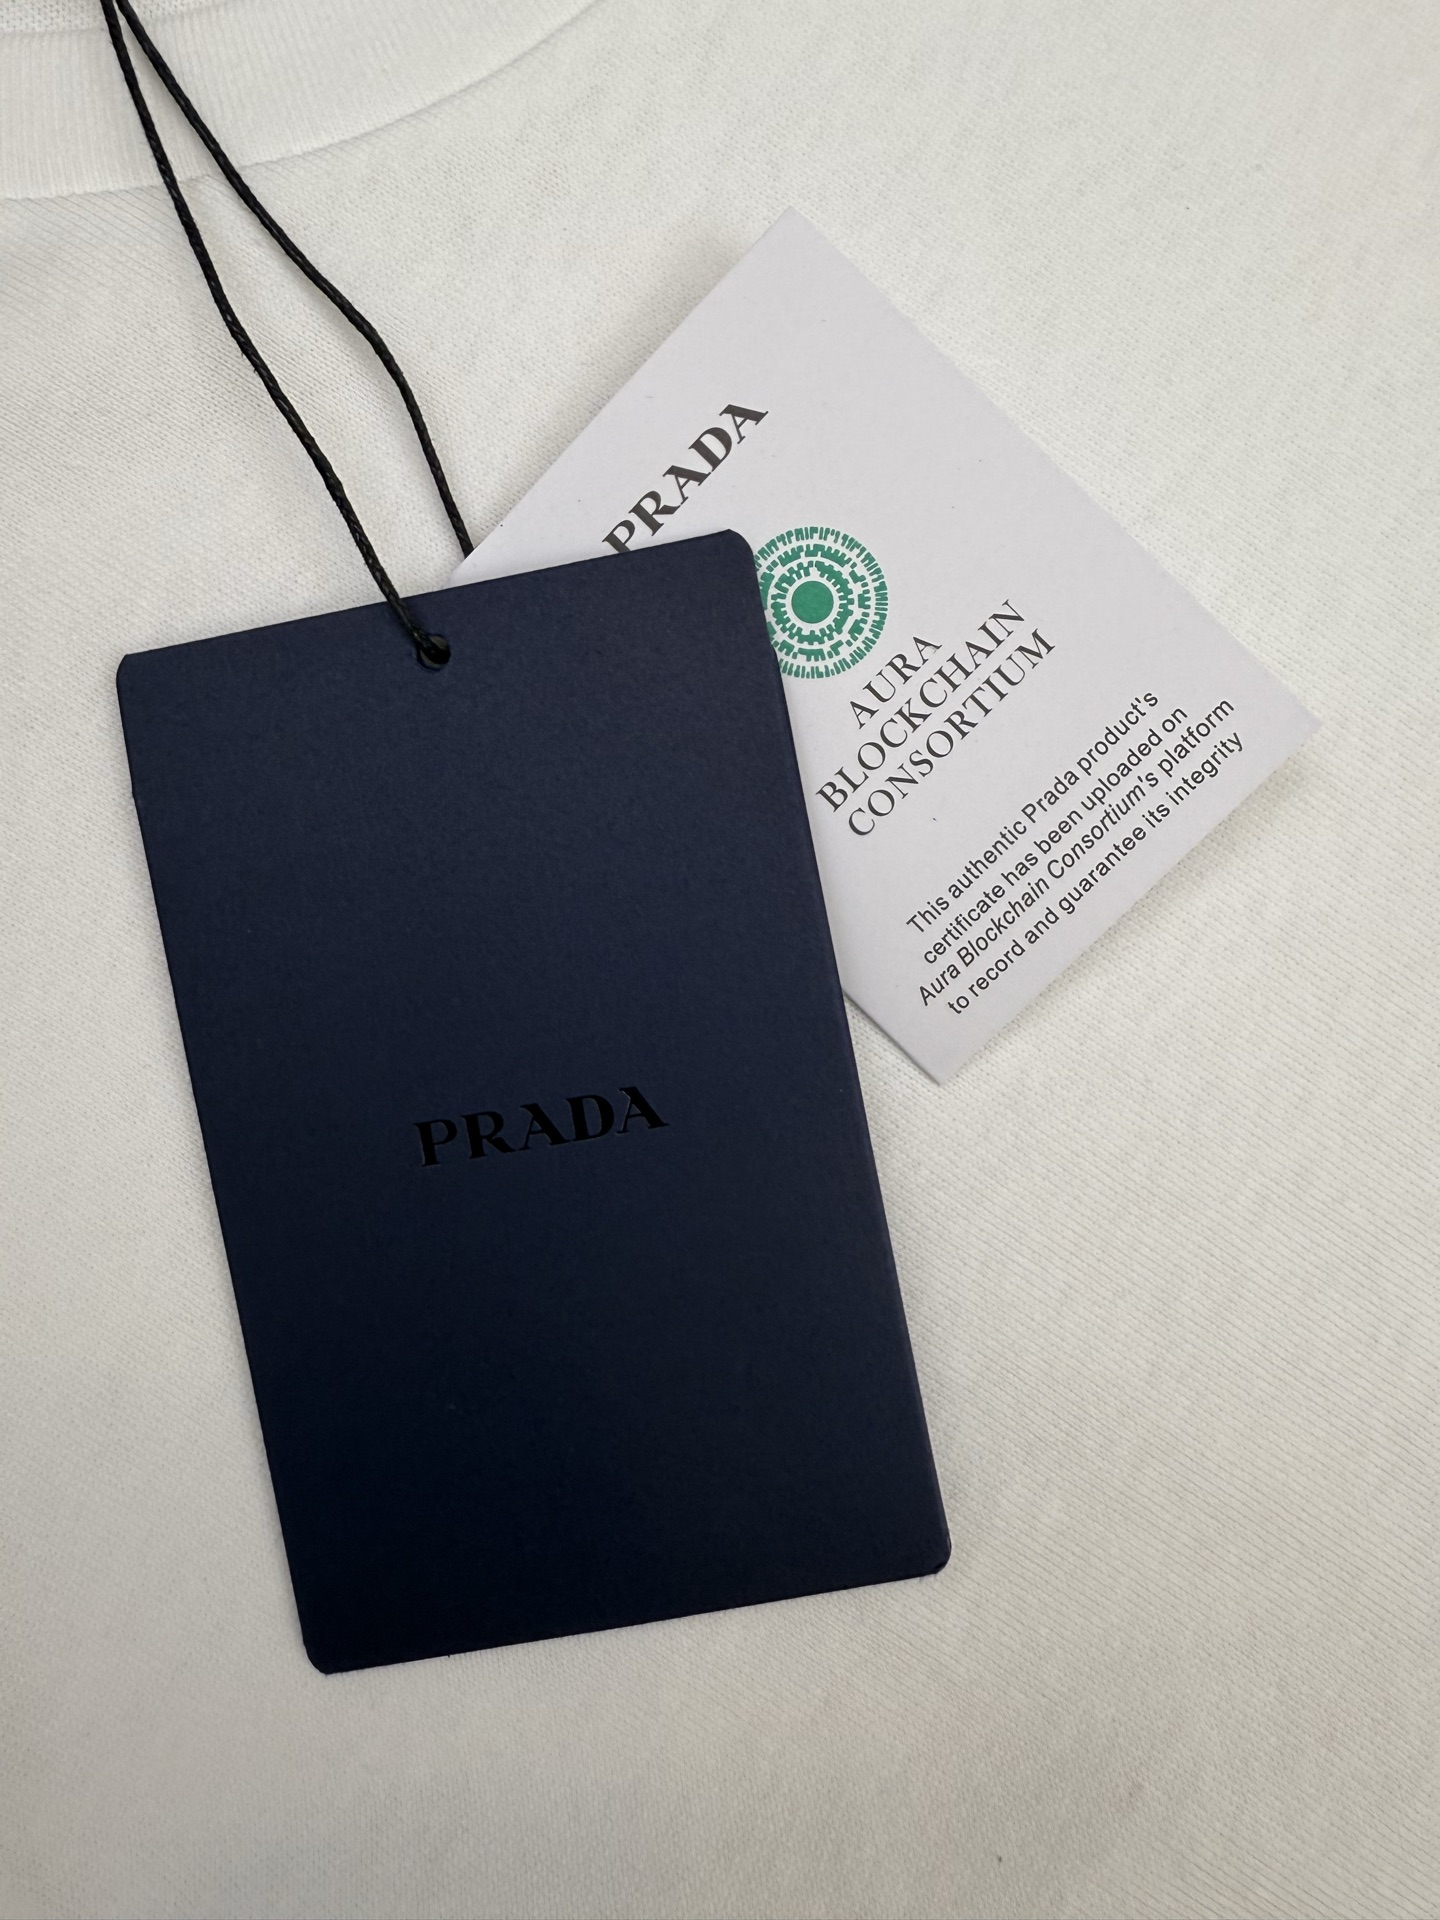 PRADA
AURA
BLOCKCHAIN
CONSORTIUM
This authentic Prada product's
certificate has been uploaded on
Aura Blockchain Consortium's platform
to record and guarantee its integrity
PRADA